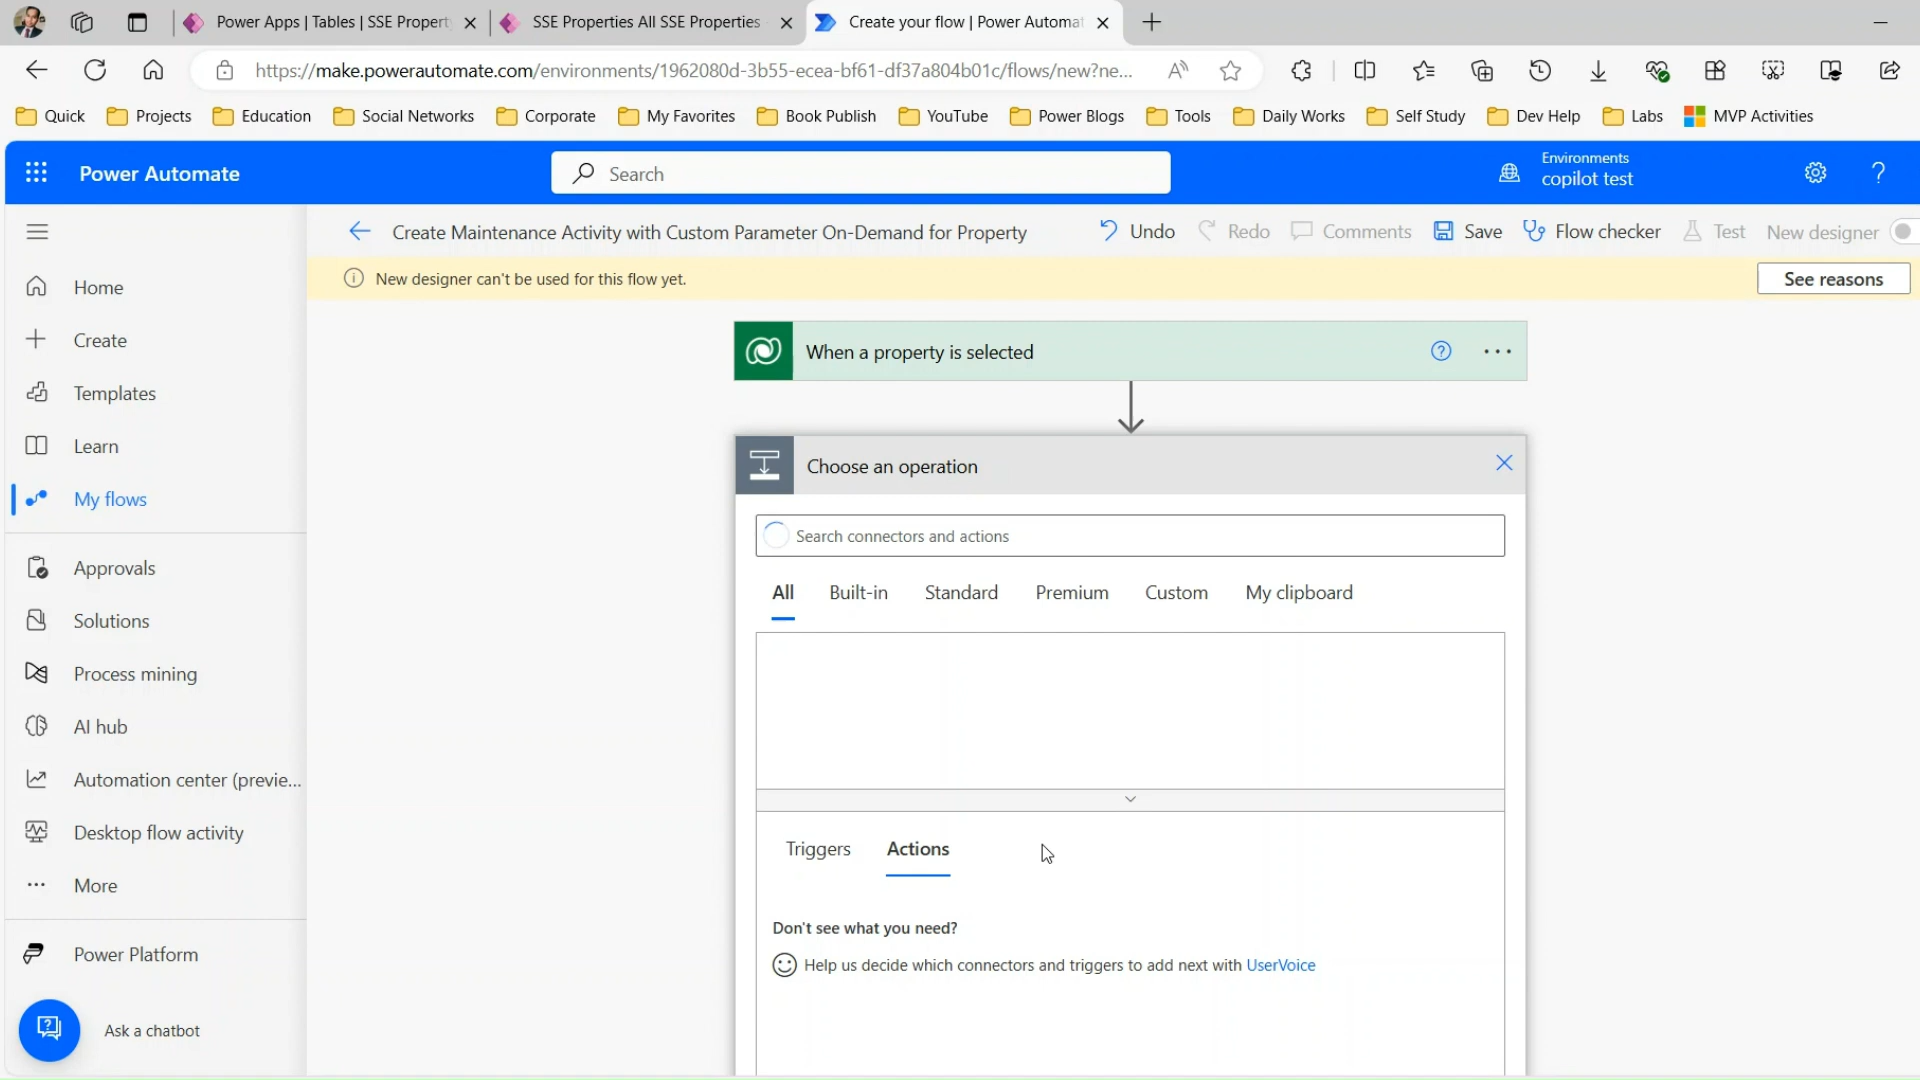 Power Apps | Tables | SSE Propert
SSE Properties All SSE Properties
Create your flow | Power Automat
https://make.powerautomate.com/environments/1962080d-3b55-ecea-bf61-df37a804b01c/flows/new?ne...
Quick Projects Education Social Networks Corporate My Favorites Book Publish YouTube Power Blogs Tools Daily Works Self Study Dev Help Labs MVP Activities
Power Automate
Search
Environments
copilot test
Create Maintenance Activity with Custom Parameter On-Demand for Property
Undo Redo Comments Save Flow checker Test New designer
New designer can't be used for this flow yet.
See reasons
Home
Create
Templates
Learn
My flows
Approvals
Solutions
Process mining
AI hub
Automation center (previe...
Desktop flow activity
More
Power Platform
Ask a chatbot
When a property is selected
Choose an operation
Search connectors and actions
All Built-in Standard Premium Custom My clipboard
Triggers Actions
Don't see what you need?
Help us decide which connectors and triggers to add next with UserVoice